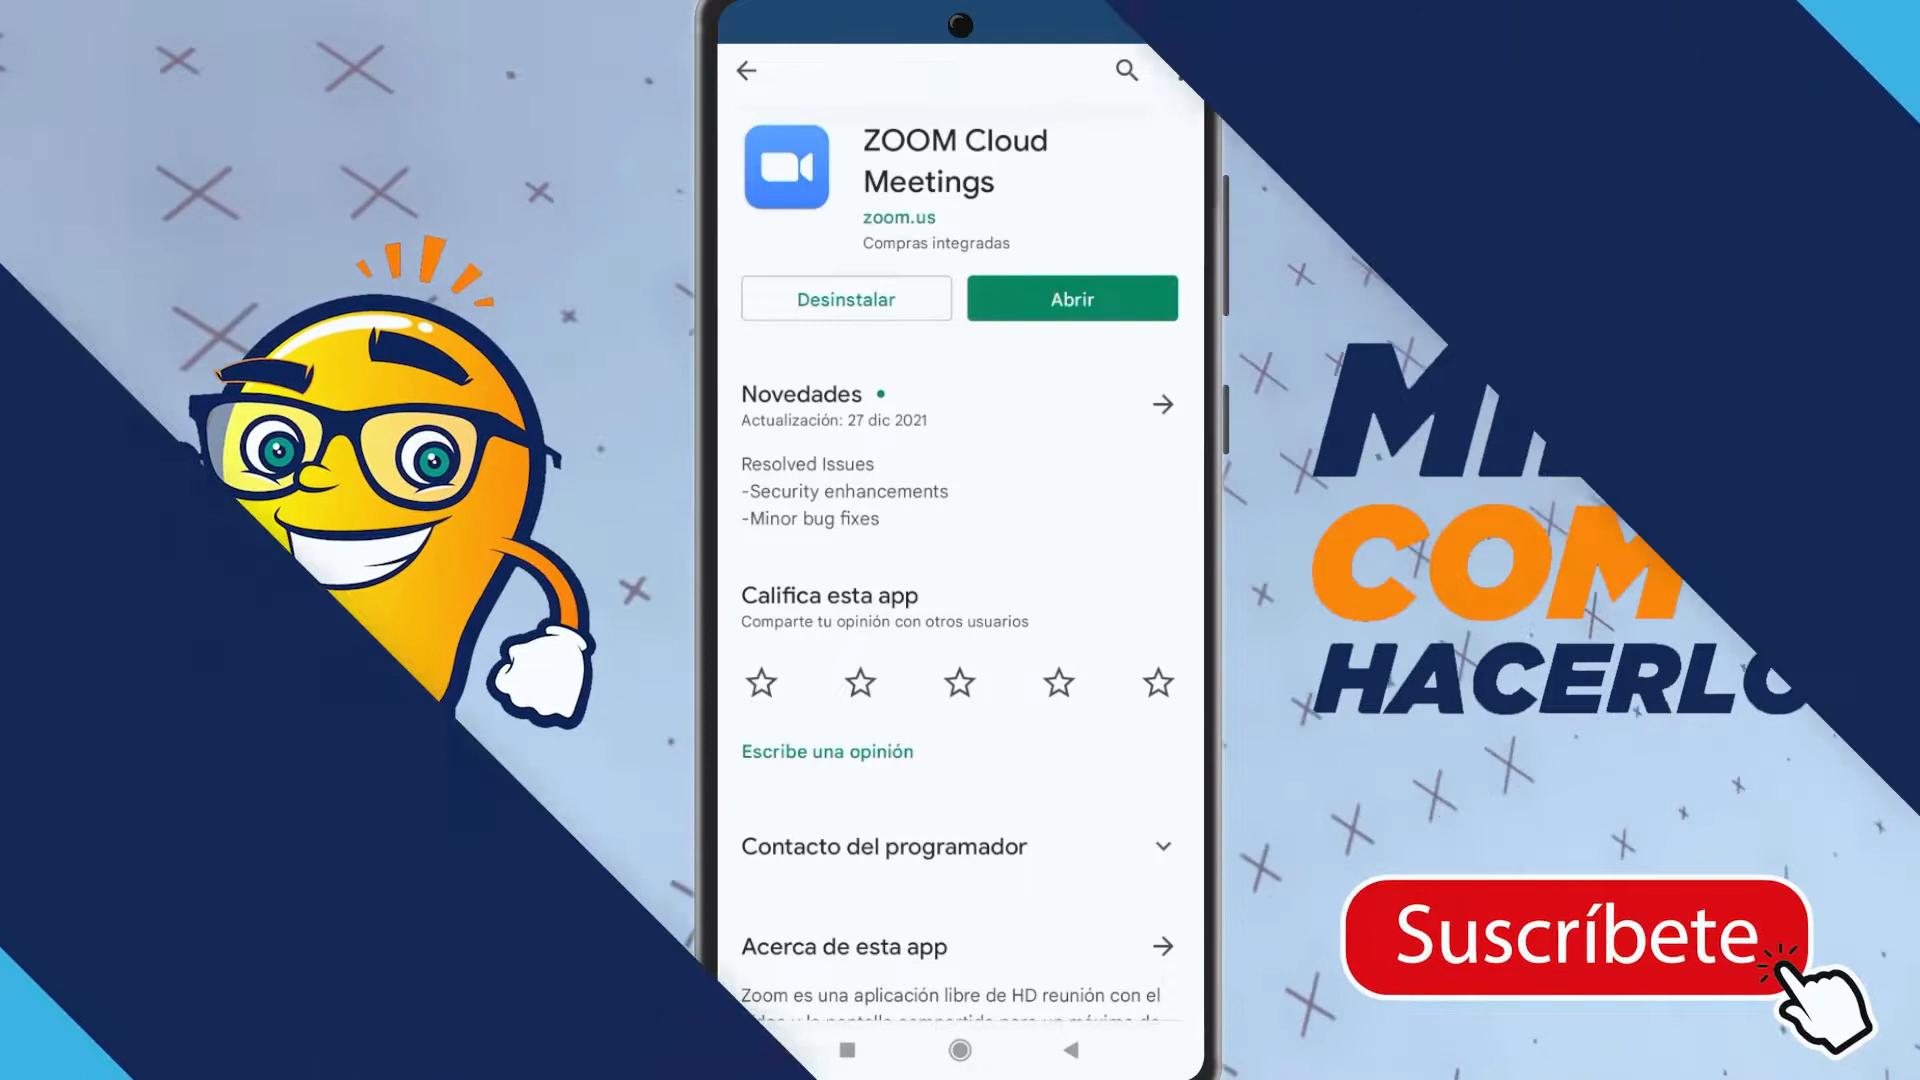 ZOOM Cloud
Meetings
zoom.us
Compras integradas
Desinstalar
Abrir
Novedades
Actualización: 27 dic 2021
Resolved Issues
-Security enhancements
-Minor bug fixes
Califica esta app
Comparte tu opinión con otros usuarios
Escribe una opinión
Contacto del programador
Acerca de esta app
Zoom es una aplicación libre de HD reunión con el
COM
HACERLO
Suscríbete